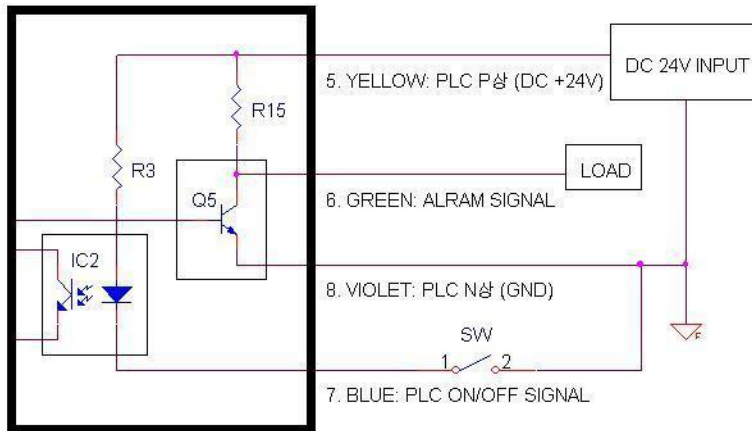 DC 24V INPUT
5. YELLOW: PLC P상 (DC +24V)
R15
R3
LOAD
Q5
6. GREEN: ALRAM SIGNAL
IC2
8. VIOLET: PLC N상 (GND)
SW
1 2
7. BLUE: PLC ON/OFF SIGNAL